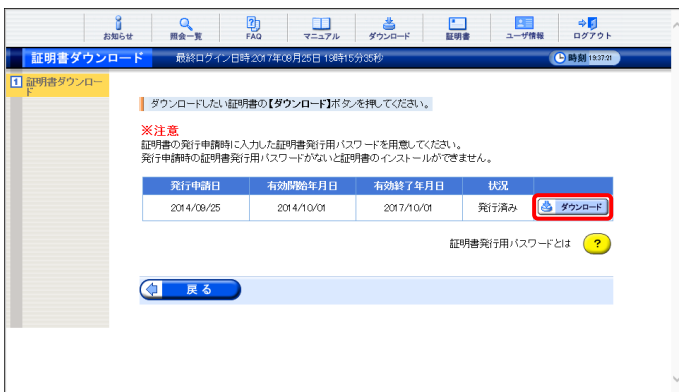 お知らせ 照会一覧 FAQ マニュアル ダウンロード 証明書 ユーザ情報 ログアウト
証明書ダウンロード 最終ログイン日時:2017年09月25日 19時15分35秒 時刻 19:37:21
1 証明書ダウンロー
ド
ダウンロードしたい証明書の【ダウンロード】ボタンを押してください。
※注意
証明書の発行申請時に入力した証明書発行用パスワードを用意してください。
発行申請時の証明書発行用パスワードがないと証明書のインストールができません。
発行申請日 有効開始年月日 有効終了年月日 状況
2014/09/25 2014/10/01 2017/10/01 発行済み ダウンロード
証明書発行用パスワードとは ?
戻る